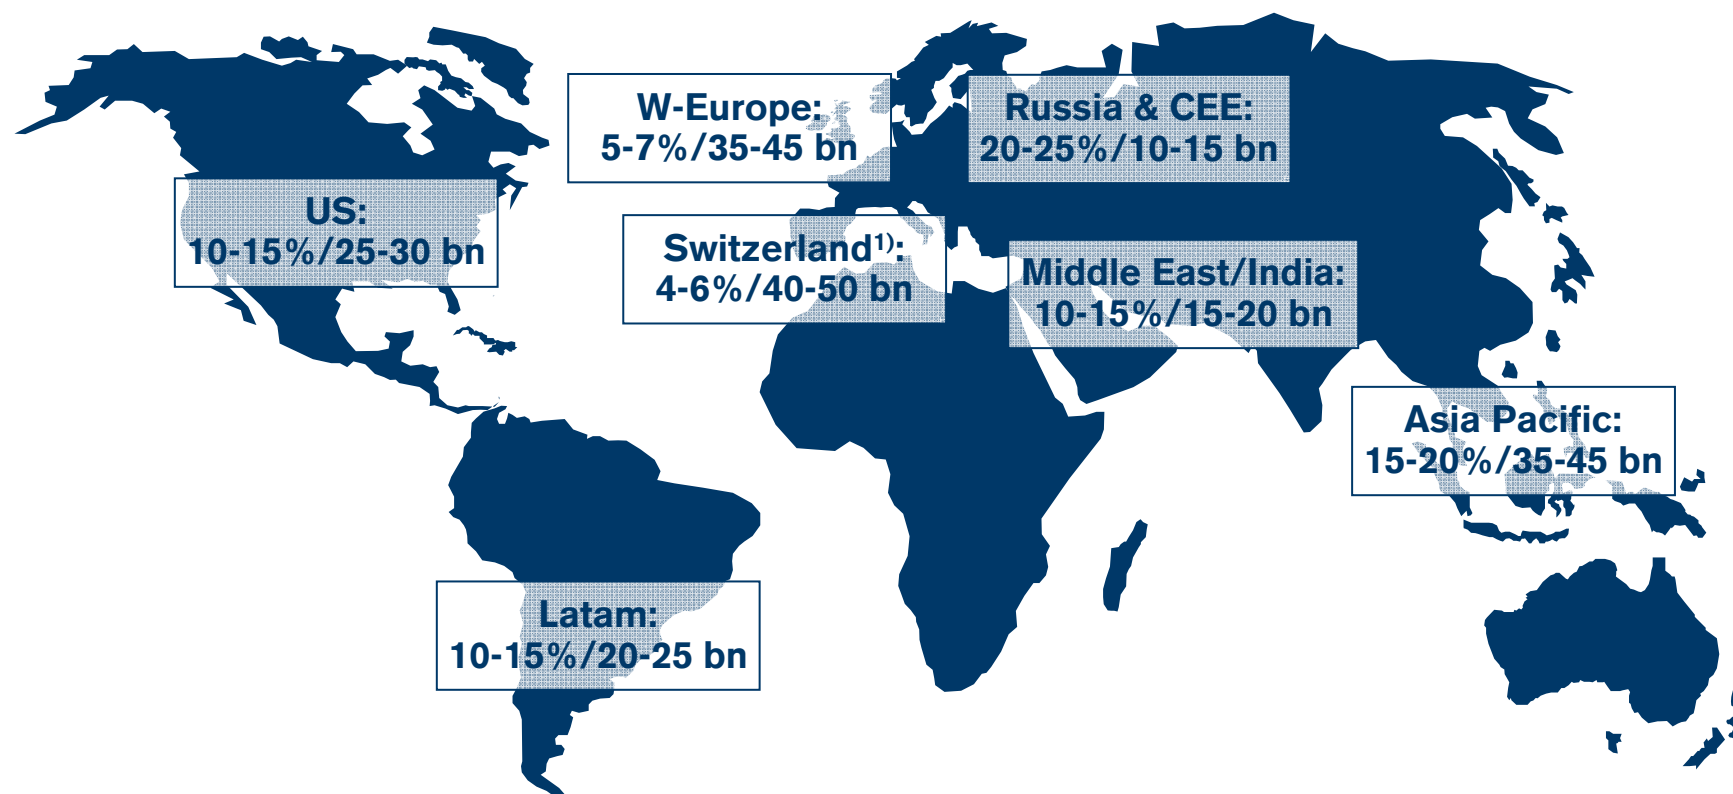 W-Europe:
5-7%/35-45 bn
Russia & CEE:
20-25%/10-15 bn
US:
10-15%/25-30 bn
Switzerland¹⁾:
4-6%/40-50 bn
Middle East/India:
10-15%/15-20 bn
Asia Pacific:
15-20%/35-45 bn
Latam:
10-15%/20-25 bn